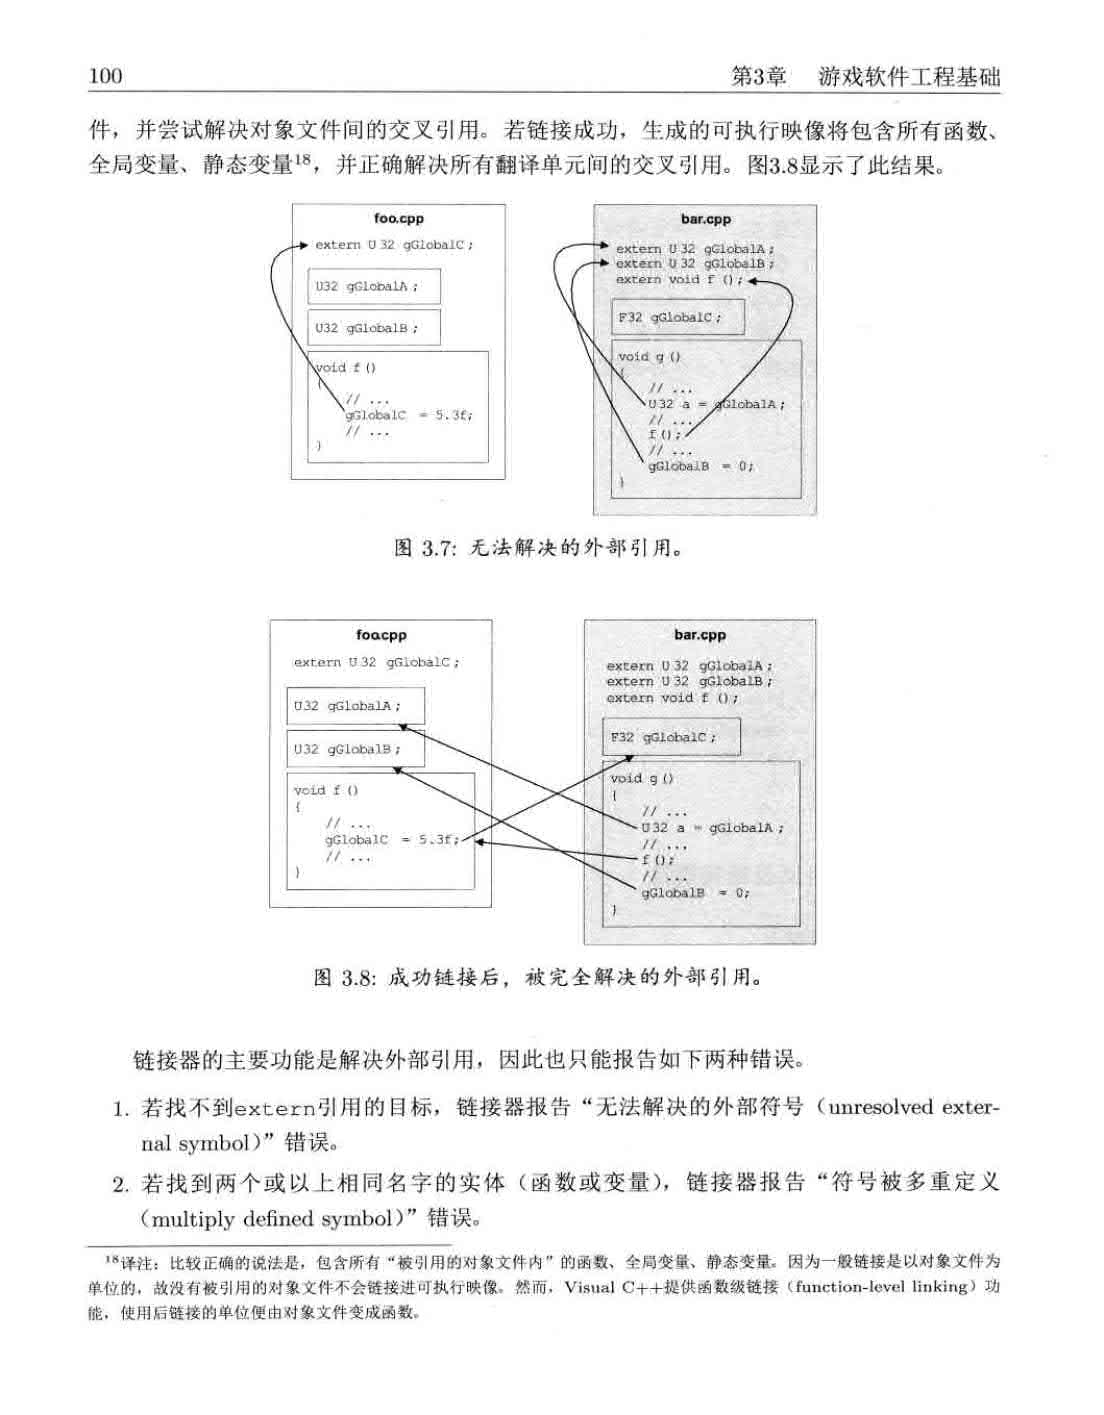 100
第3章 游戏软件工程基础
件，并尝试解决对象文件间的交叉引用。若链接成功，生成的可执行映像将包含所有函数、
全局变量、静态变量18，并正确解决所有翻译单元间的交叉引用。图3.8显示了此结果。
foo.cpp
extern U32 gGlobalC;
U32 gGlobalA;
U32 gGlobalB;
void f()
{
// ...
gGlobalC = 5.3f;
// ...
}
bar.cpp
extern U32 gGlobalA;
extern U32 gGlobalB;
extern void f();
F32 gGlobalC;
void g()
{
// ...
U32 a = gGlobalA;
// ...
f();
// ...
gGlobalB = 0;
}
图 3.7: 无法解决的外部引用。
foo.cpp
extern U32 gGlobalC;
U32 gGlobalA;
U32 gGlobalB;
void f()
{
// ...
gGlobalC = 5.3f;
// ...
}
bar.cpp
extern U32 gGlobalA;
extern U32 gGlobalB;
extern void f();
F32 gGlobalC;
void g()
{
// ...
U32 a = gGlobalA;
// ...
f();
// ...
gGlobalB = 0;
}
图 3.8: 成功链接后，被完全解决的外部引用。
链接器的主要功能是解决外部引用，因此也只能报告如下两种错误。
1. 若找不到extern引用的目标，链接器报告“无法解决的外部符号（unresolved exter-
nal symbol）”错误。
2. 若找到两个或以上相同名字的实体（函数或变量），链接器报告“符号被多重定义
（multiply defined symbol）”错误。
18译注：比较正确的说法是，包含所有“被引用的对象文件内”的函数、全局变量、静态变量。因为一般链接是以对象文件为
单位的，故没有被引用的对象文件不会链接进可执行映像。然而，Visual C++提供函数级链接（function-level linking）功
能，使用后链接的单位便由对象文件变成函数。